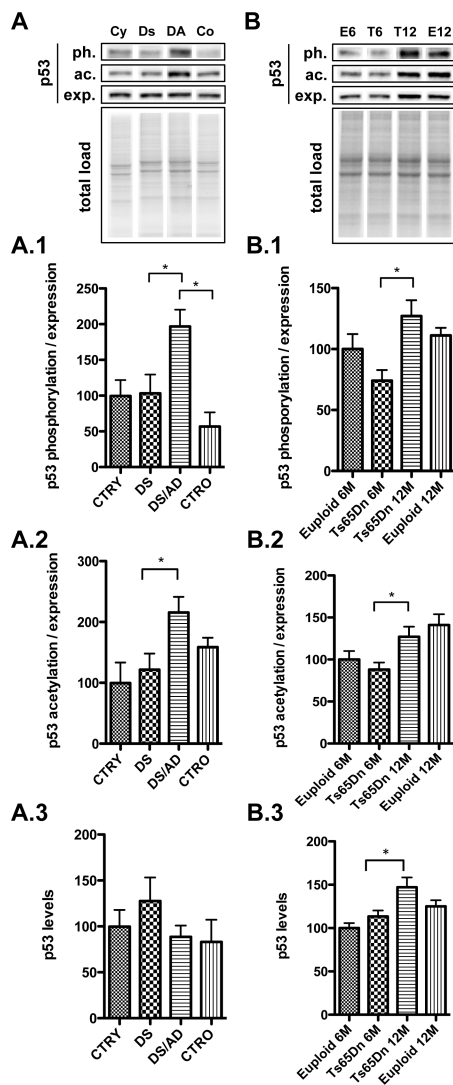 A
Cy Ds DA Co
p53
ph.
ac.
exp.
total load
B
E6 T6 T12 E12
p53
ph.
ac.
exp.
total load
A.1
p53 phosphorylation / expression
250
200
150
100
50
0
*
*
CTRY
DS
DS/AD
CTRO
B.1
p53 phosporylation / expression
150
100
50
0
*
Euploid 6M
Ts65Dn 6M
Ts65Dn 12M
Euploid 12M
A.2
p53 acetylation / expression
300
200
100
0
*
CTRY
DS
DS/AD
CTRO
B.2
p53 acetylation / expression
200
150
100
50
0
*
Euploid 6M
Ts65Dn 6M
Ts65Dn 12M
Euploid 12M
A.3
p53 levels
200
150
100
50
0
CTRY
DS
DS/AD
CTRO
B.3
p53 levels
200
150
100
50
0
*
Euploid 6M
Ts65Dn 6M
Ts65Dn 12M
Euploid 12M